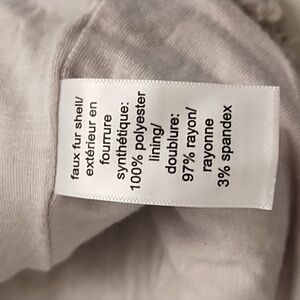 faux fur shell/
extérieur en
fourrure
synthétique:
100% polyester
lining/
doublure:
97% rayon/
rayonne
3% spandex